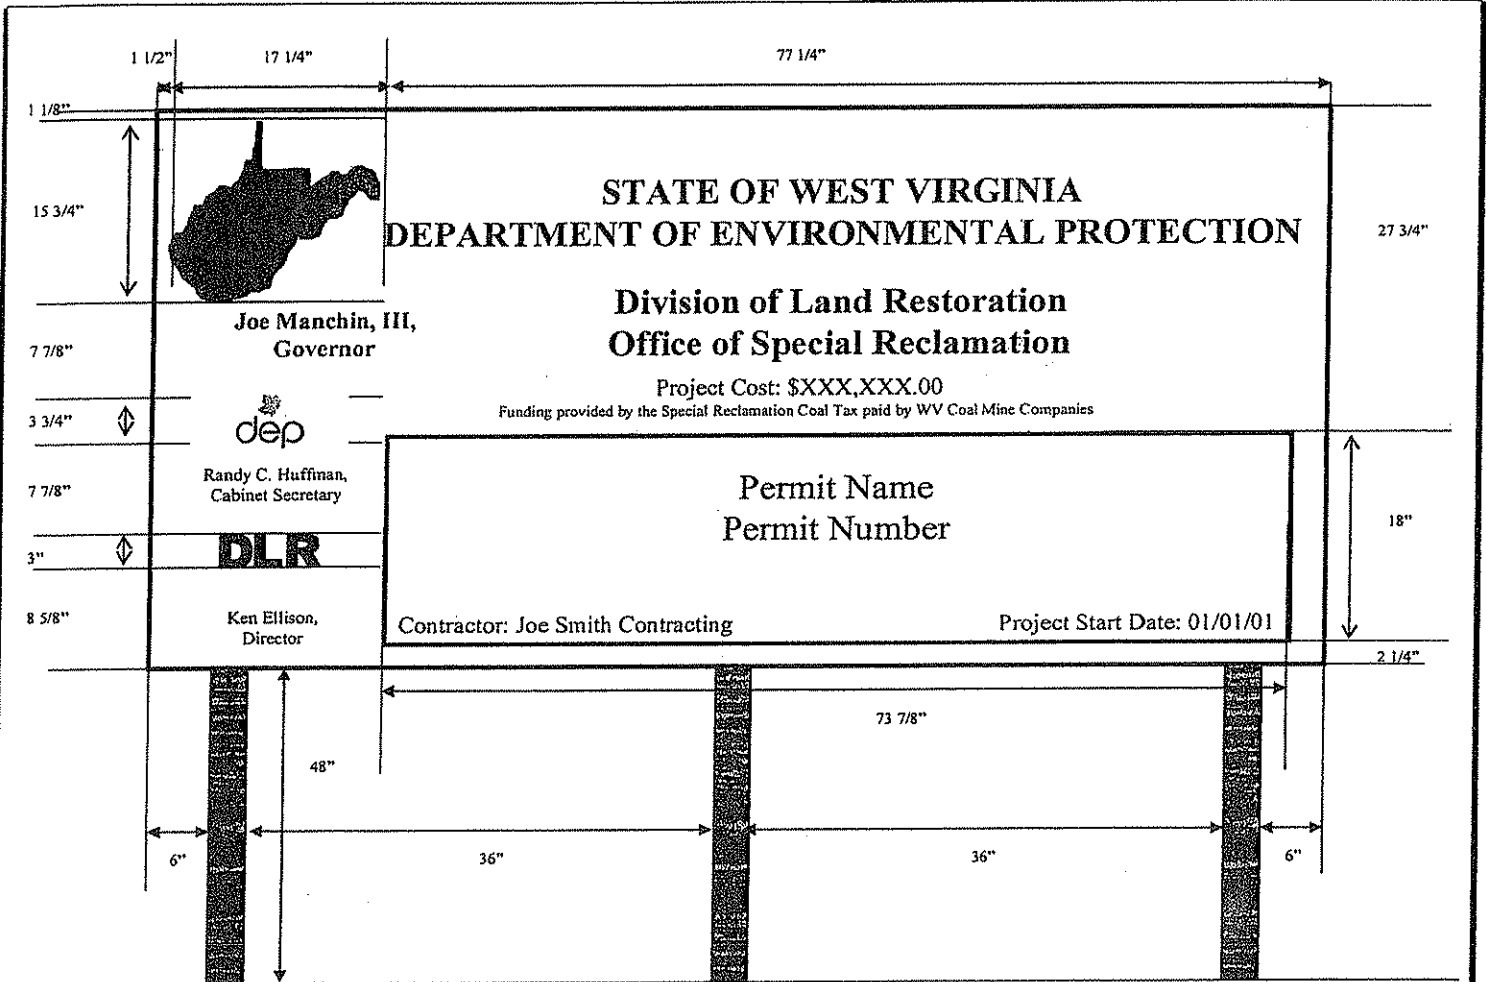 1 1/2"
17 1/4"
77 1/4"
1 1/8"
15 3/4"
STATE OF WEST VIRGINIA
DEPARTMENT OF ENVIRONMENTAL PROTECTION
27 3/4"
Division of Land Restoration
Office of Special Reclamation
Joe Manchin, III,
Governor
7 7/8"
Project Cost: $XXX,XXX.00
Funding provided by the Special Reclamation Coal Tax paid by WV Coal Mine Companies
3 3/4"
dep
Randy C. Huffman,
Cabinet Secretary
7 7/8"
Permit Name
Permit Number
18"
DLR
3"
8 5/8"
Ken Ellison,
Director
Contractor: Joe Smith Contracting
Project Start Date: 01/01/01
2 1/4"
73 7/8"
48"
6"
36"
36"
6"